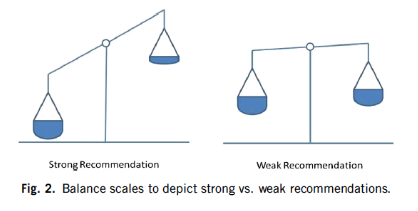 Strong Recommendation
Weak Recommendation
Fig. 2. Balance scales to depict strong vs. weak recommendations.